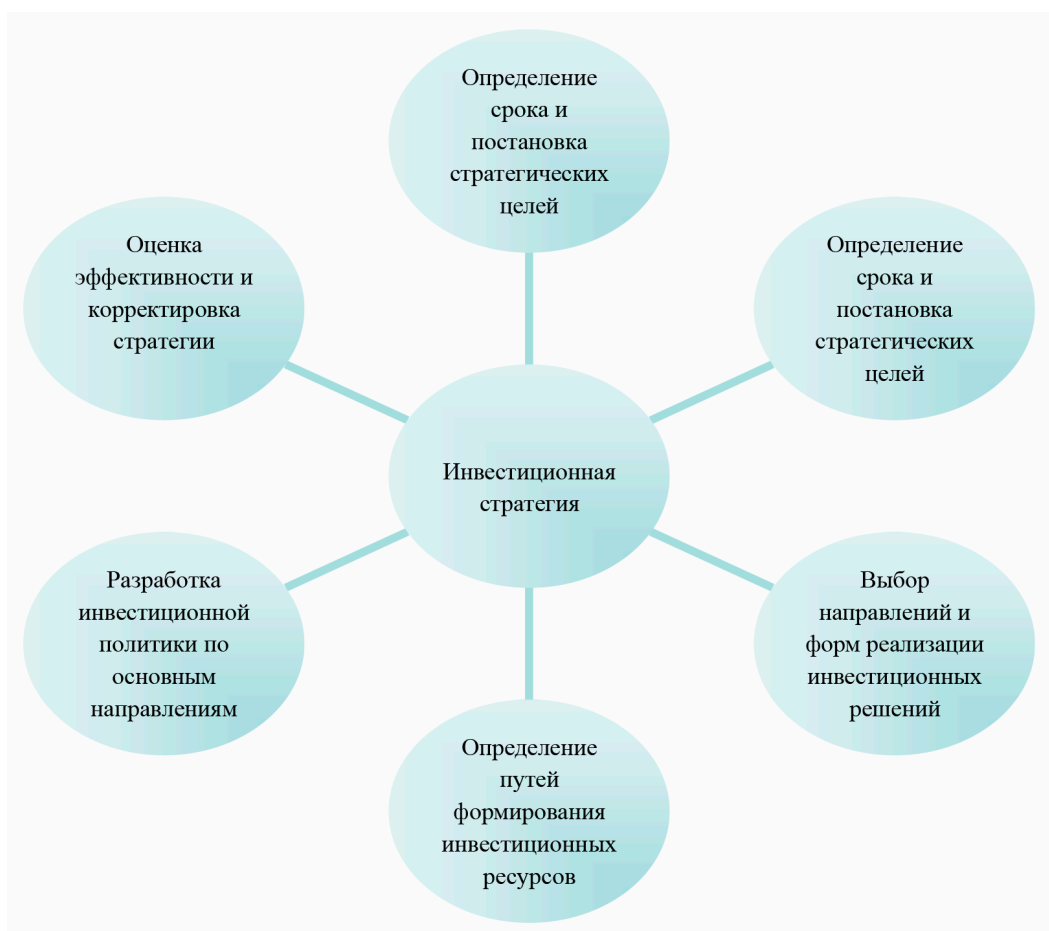 Определение
срока и
постановка
стратегических
целей
Оценка
эффективности и
корректировка
стратегии
Определение
срока и
постановка
стратегических
целей
Инвестиционная
стратегия
Разработка
инвестиционной
политики по
основным
направлениям
Выбор
направлений и
форм реализации
инвестиционных
решений
Определение
путей
формирования
инвестиционных
ресурсов